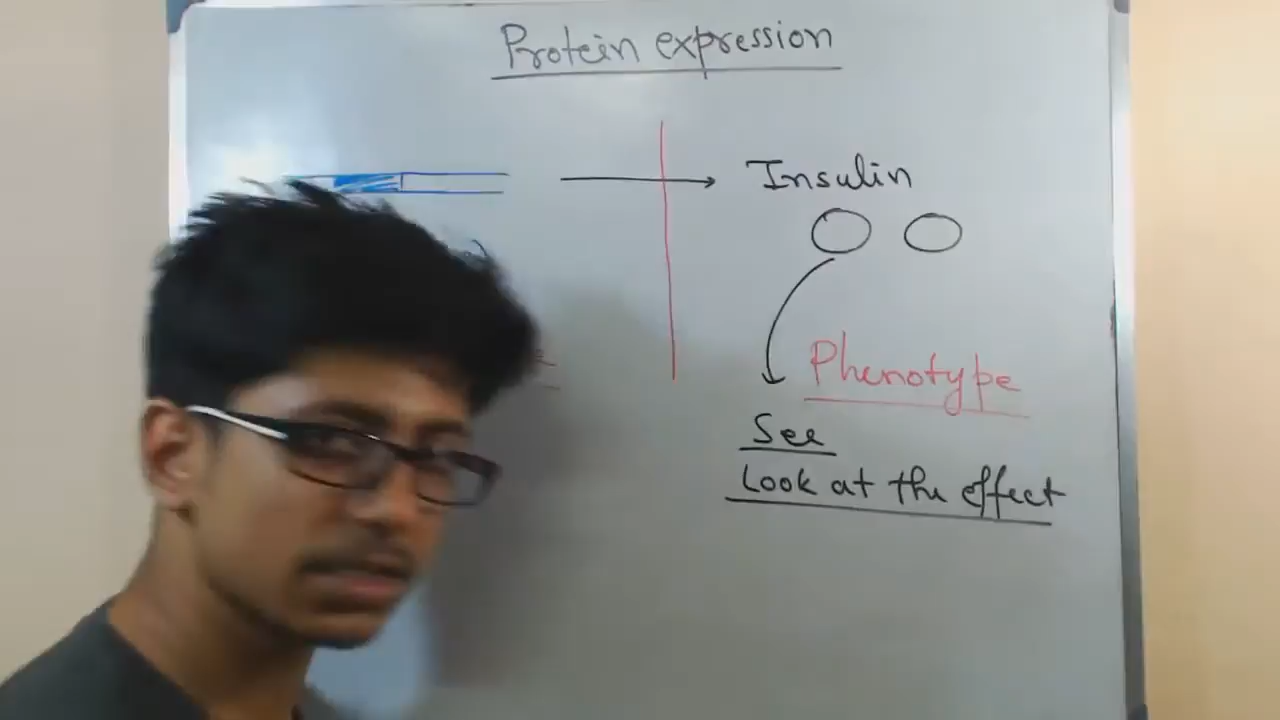 Protein expression
Insulin
Phenotype
See
Look at the effect